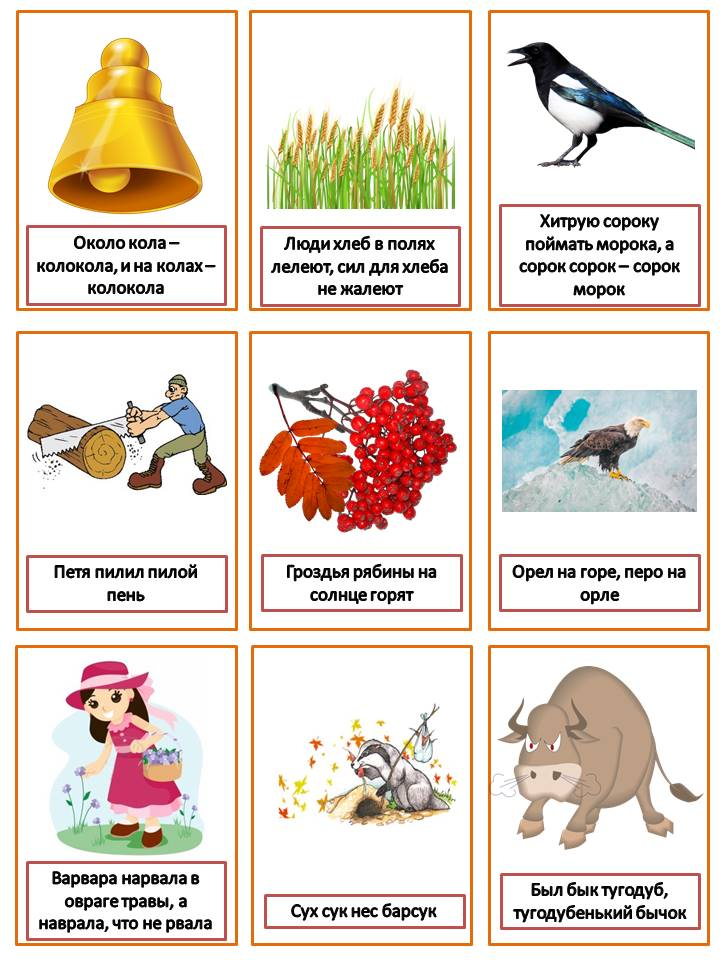 Около кола –
колокола, и на колах –
колокола
Люди хлеб в полях
лелеют, сил для хлеба
не жалеют
Хитрую сороку
поймать морока, а
сорок сорок – сорок
морок
Петя пилил пилой
пень
Гроздья рябины на
солнце горят
Орел на горе, перо на
орле
Варвара нарвала в
овраге травы, а
наврала, что не рвала
Сух сук нес барсук
Был бык тугодуб,
тугодубенький бычок